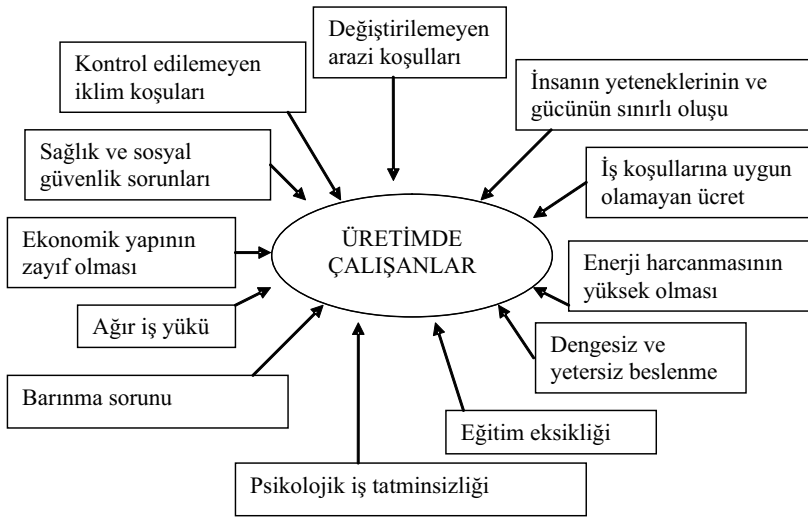 Değiştirilemeyen
arazi koşulları
Kontrol edilemeyen
iklim koşuları
İnsanın yeteneklerinin ve
gücünün sınırlı oluşu
Sağlık ve sosyal
güvenlik sorunları
İş koşullarına uygun
olamayan ücret
Ekonomik yapının
zayıf olması
ÜRETİMDE
ÇALIŞANLAR
Enerji harcanmasının
yüksek olması
Ağır iş yükü
Dengesiz ve
yetersiz beslenme
Barınma sorunu
Eğitim eksikliği
Psikolojik iş tatminsizliği